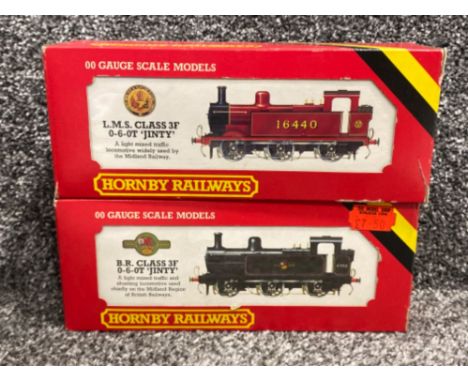 00 GAUGE SCALE MODELS
L.M.S. CLASS 3F
0-6-0T 'JINTY'
A light mixed traffic
locomotive widely used by
the Midland Railway.
16440
HORNBY RAILWAYS
00 GAUGE SCALE MODELS
B.R. CLASS 3F
0-6-0T 'JINTY'
A light mixed traffic and
shunting locomotive used
chiefly on the Midland Region
of British Railways.
HORNBY RAILWAYS